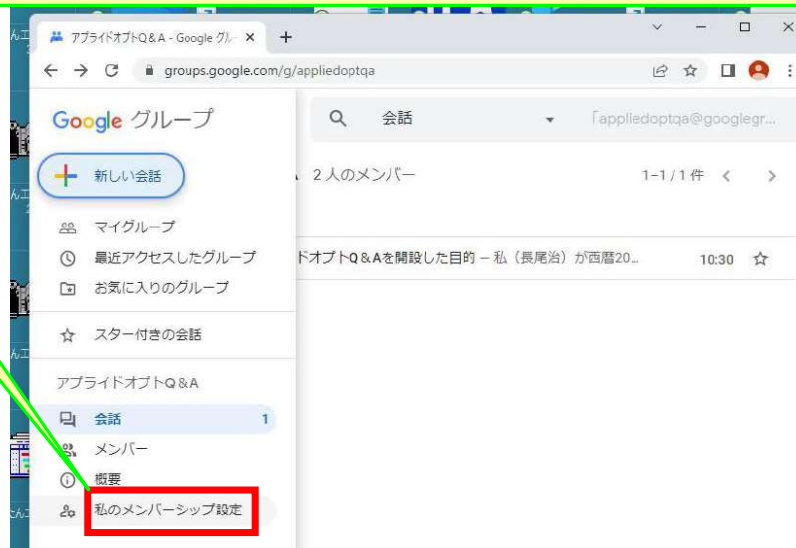 アプライドオプトQ&A - Google グル
groups.google.com/g/appliedoptqa
Google グループ
会話
「appliedoptqa@googlegr...
新しい会話
2 人のメンバー
1–1 / 1 件
マイグループ
最近アクセスしたグループ
ドオプトQ&Aを開設した目的 – 私（長尾治）が西暦20...
10:30
お気に入りのグループ
スター付きの会話
アプライドオプトQ&A
会話 1
メンバー
概要
私のメンバーシップ設定